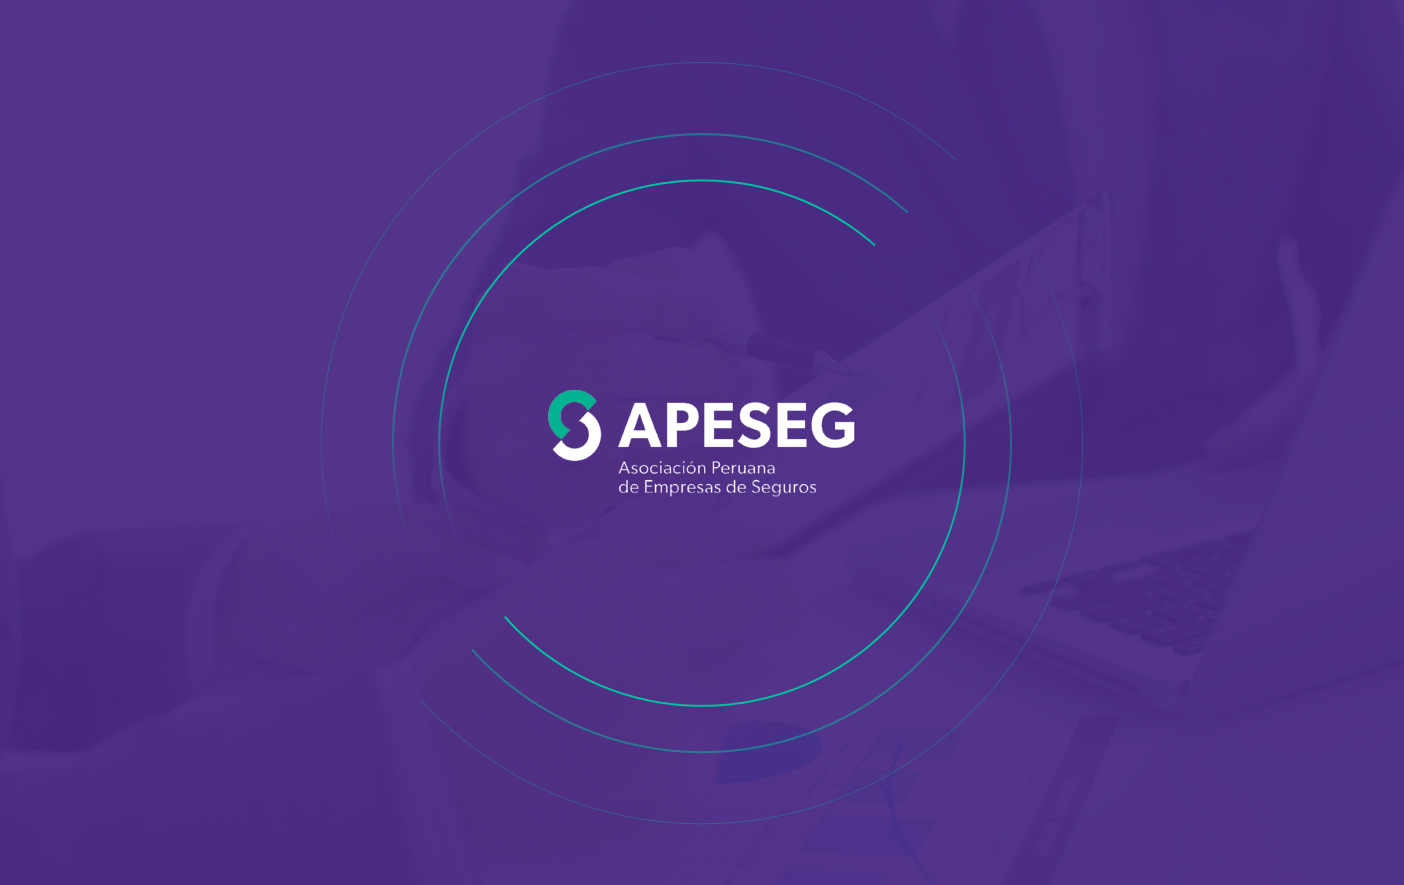 APESEG
Asociación Peruana
de Empresas de Seguros